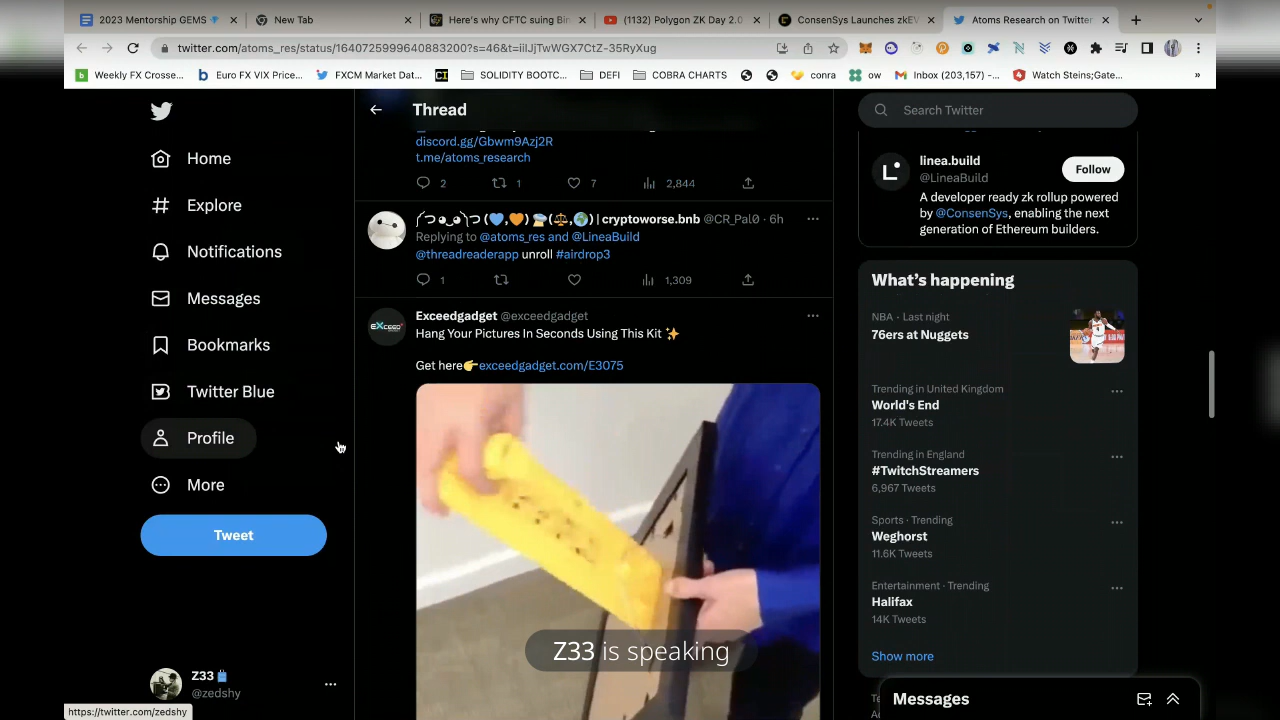 2023 Mentorship GEMS
New Tab
Here's why CFTC suing Bin
(1132) Polygon ZK Day 2.0
ConsenSys Launches zkEV
Atoms Research on Twitter
twitter.com/atoms_res/status/1640725999640883200?s=46&t=iilJjTwWGX7CtZ-35RyXug
Weekly FX Crosse...
Euro FX VIX Price...
FXCM Market Dat...
SOLIDITY BOOTC...
DEFI
COBRA CHARTS
conra
ow
Inbox (203,157) –...
Watch Steins;Gate...
Home
Explore
Notifications
Messages
Bookmarks
Twitter Blue
Profile
More
Tweet
Z33
@zedshy
https://twitter.com/zedshy
Thread
discord.gg/Gbwm9Azj2R
t.me/atoms_research
2 1 7 2,844
cryptoworse.bnb @CR_Pal0 · 6h
Replying to @atoms_res and @LineaBuild
@threadreaderapp unroll #airdrop3
1 1,309
Exceedgadget @exceedgadget
Hang Your Pictures In Seconds Using This Kit ✨
Get here👉exceedgadget.com/E3075
Z33 is speaking
Search Twitter
linea.build
@LineaBuild
Follow
A developer ready zk rollup powered
by @ConsenSys, enabling the next
generation of Ethereum builders.
What's happening
NBA · Last night
76ers at Nuggets
Trending in United Kingdom
World's End
17.4K Tweets
Trending in England
#TwitchStreamers
6,967 Tweets
Sports · Trending
Weghorst
11.6K Tweets
Entertainment · Trending
Halifax
14K Tweets
Show more
Messages